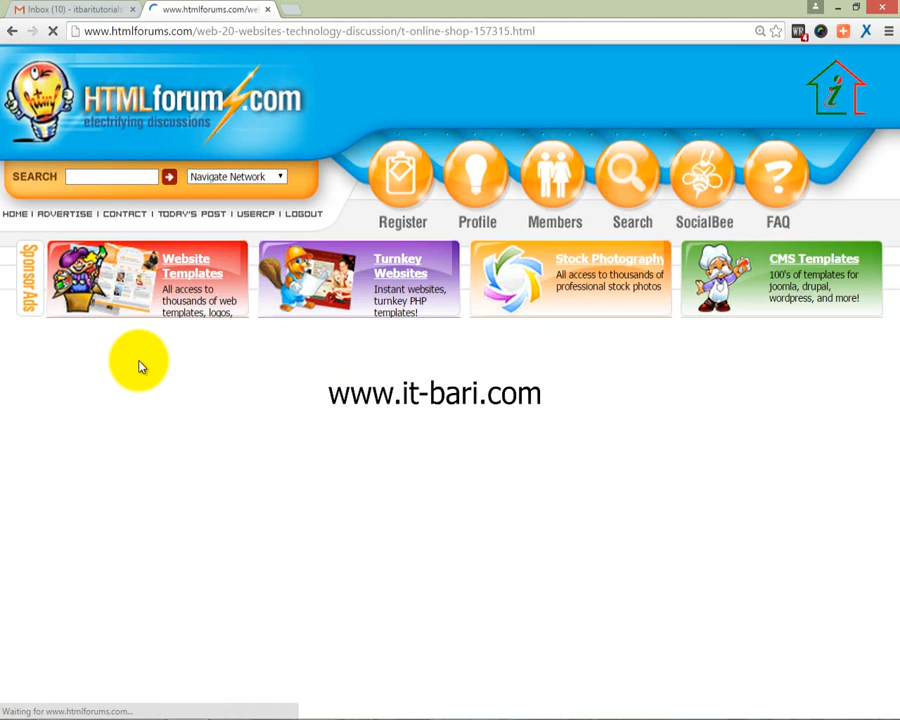 Inbox (10) - itbaritutorials
www.htmlforums.com/we
www.htmlforums.com/web-20-websites-technology-discussion/t-online-shop-157315.html
HTMLforums.com
electrifying discussions
SEARCH
Navigate Network
HOME | ADVERTISE | CONTACT | TODAY'S POST | USERCP | LOGOUT
Register
Profile
Members
Search
SocialBee
FAQ
Sponsor Ads
Website
Templates
All access to
thousands of web
templates, logos,
Turnkey
Websites
Instant websites,
turnkey PHP
templates!
Stock Photography
All access to thousands of
professional stock photos
CMS Templates
100's of templates for
joomla, drupal,
wordpress, and more!
www.it-bari.com
Waiting for www.htmlforums.com...